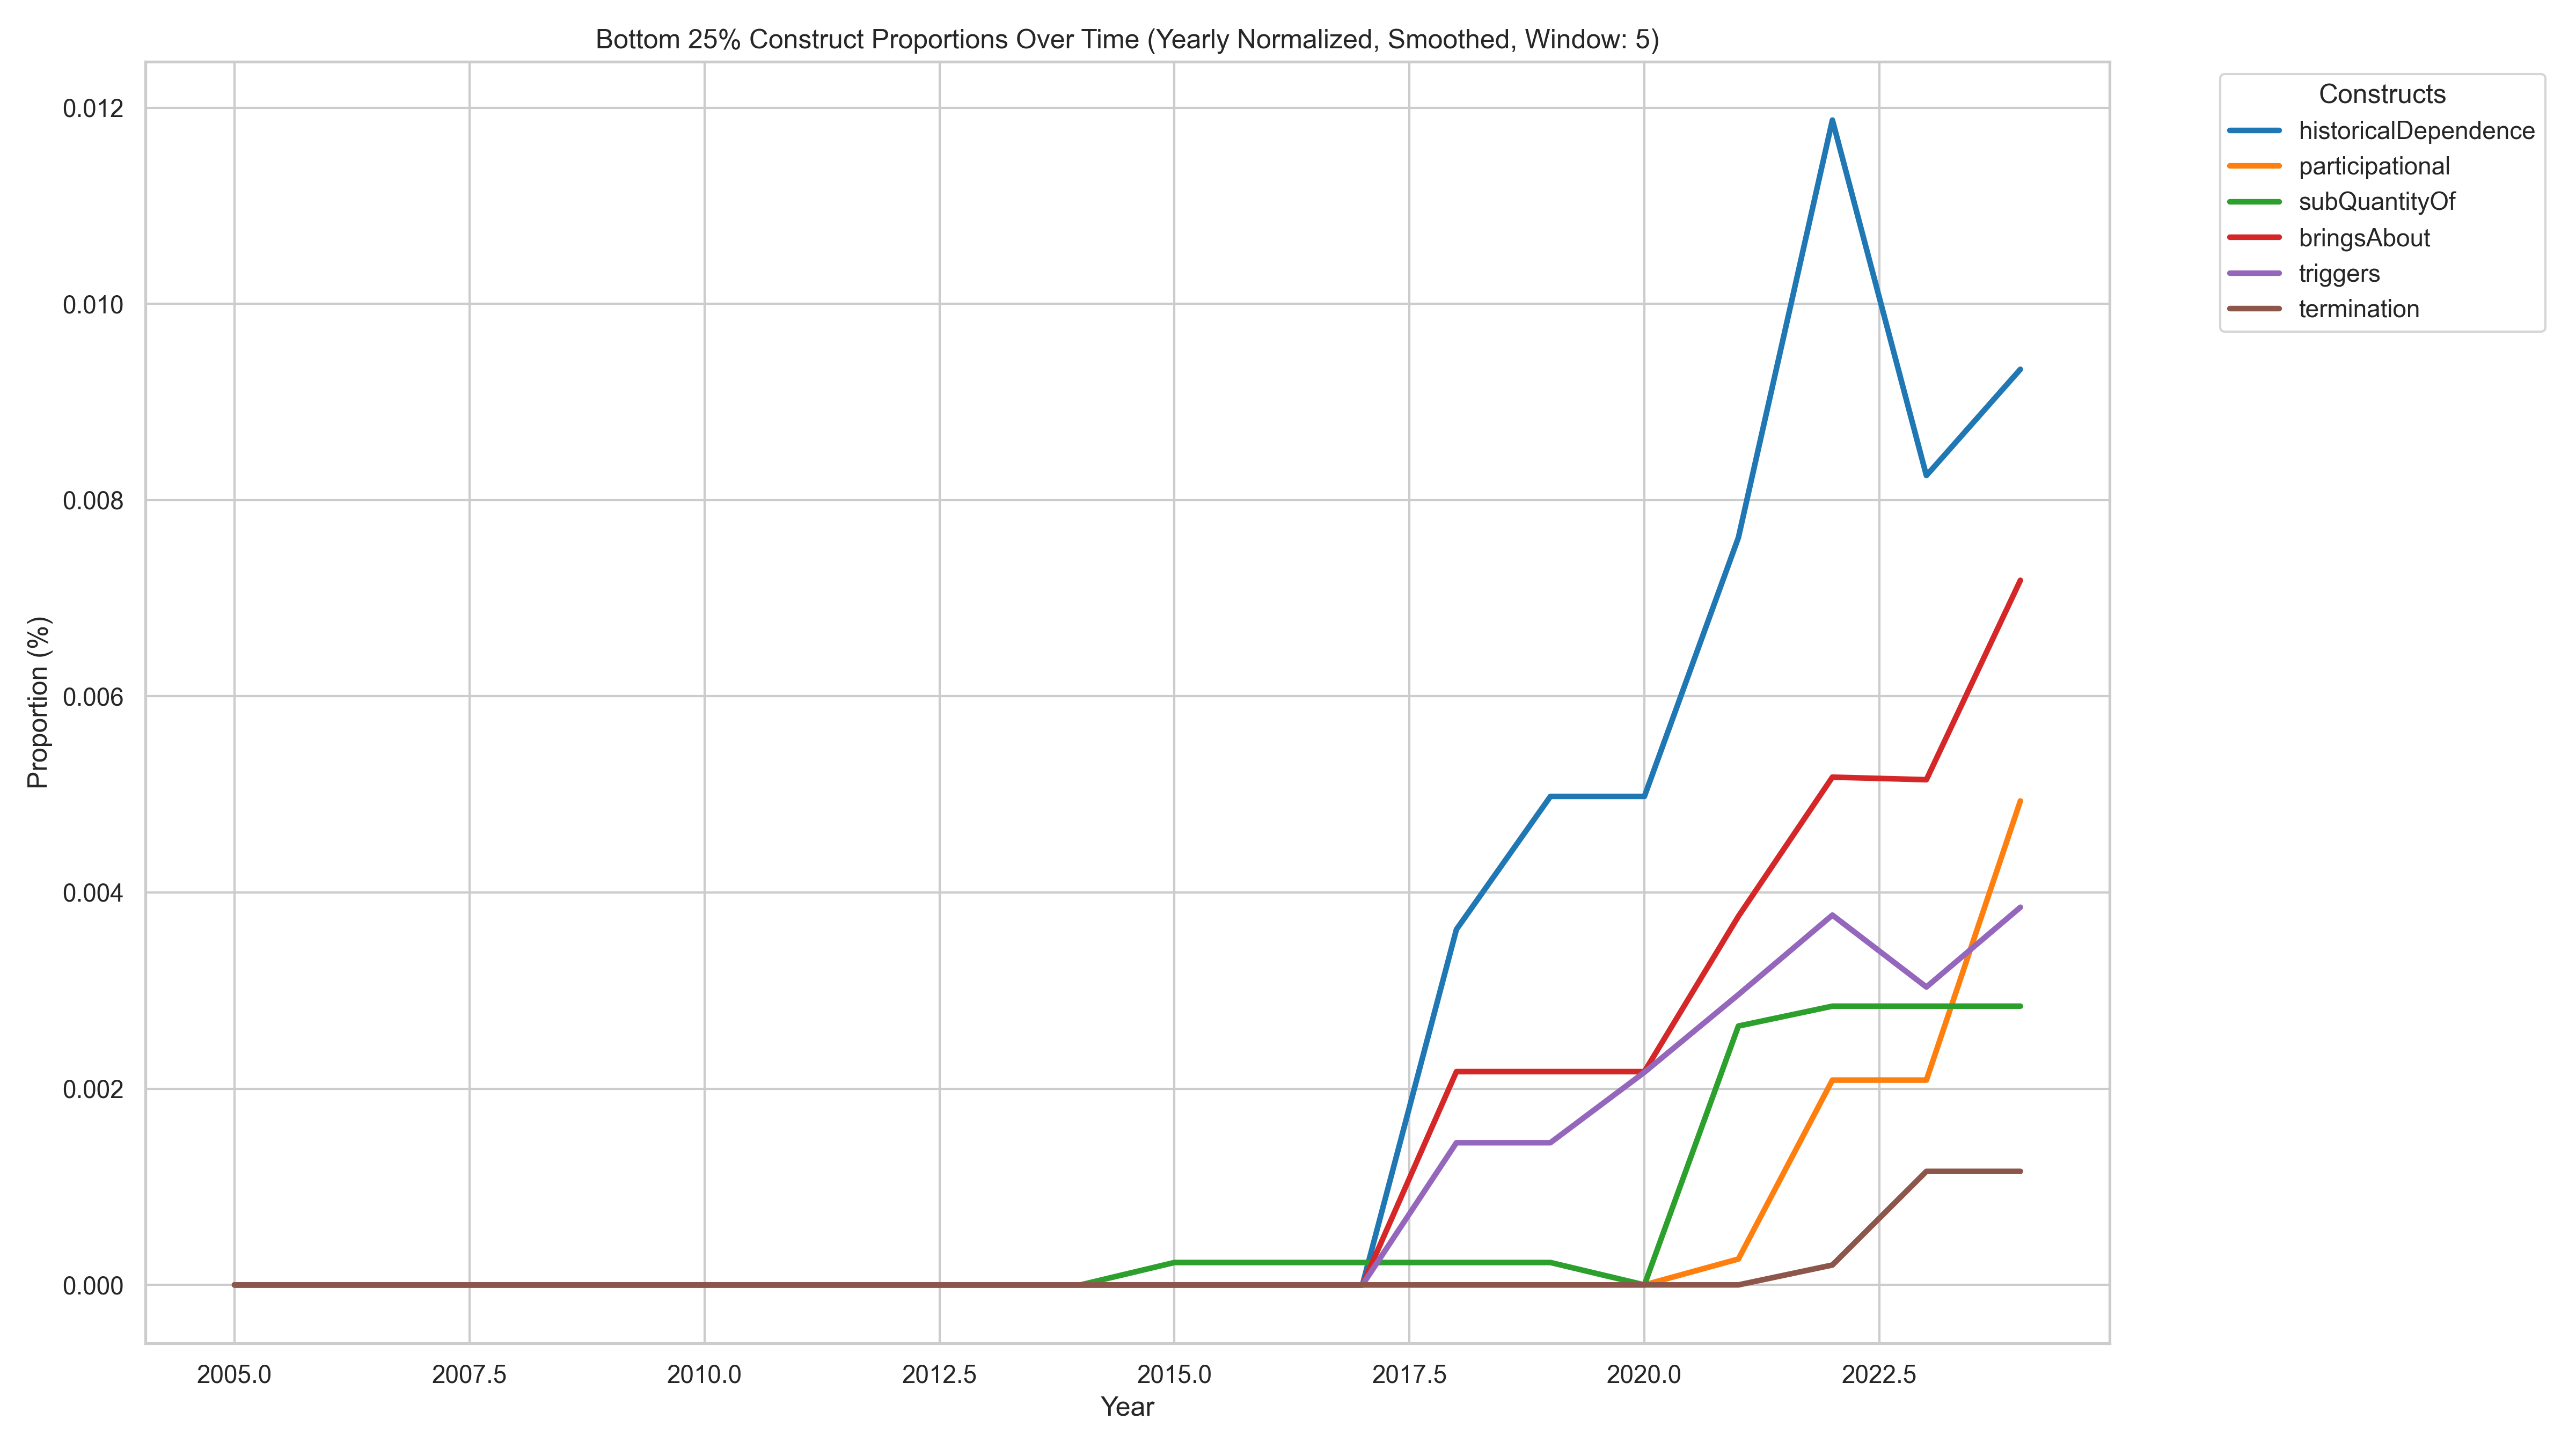 Bottom 25% Construct Proportions Over Time (Yearly Normalized, Smoothed, Window: 5)
Constructs
historicalDependence
participational
subQuantityOf
bringsAbout
triggers
termination
Proportion (%)
0.012
0.010
0.008
0.006
0.004
0.002
0.000
2005.0 2007.5 2010.0 2012.5 2015.0 2017.5 2020.0 2022.5
Year